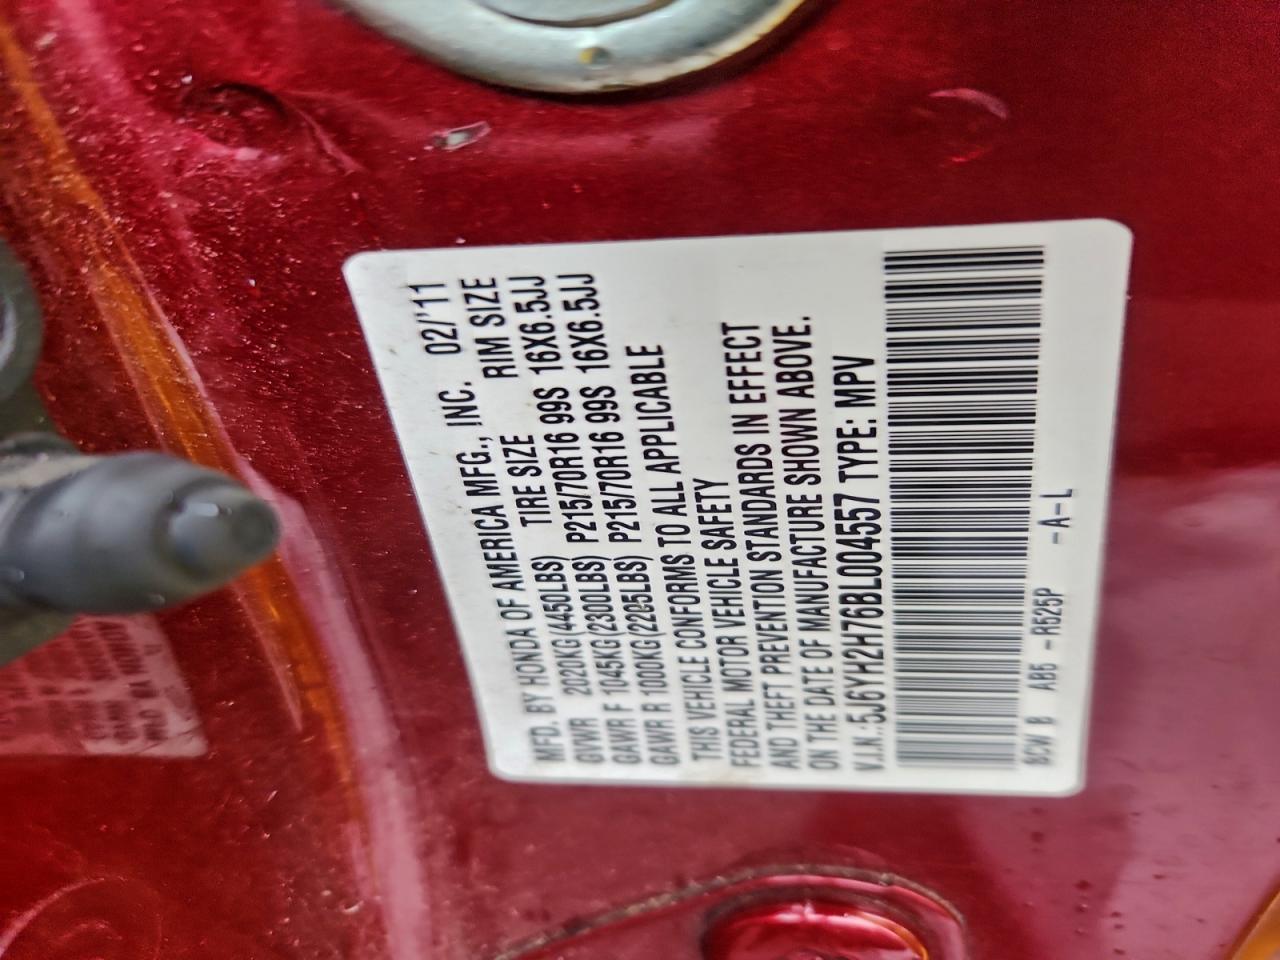 MFD. BY HONDA OF AMERICA MFG., INC. 02/'11
TIRE SIZE RIM SIZE
GVWR 2020KG(4450LBS)
GAWR F 1045KG(2300LBS) P215/70R16 99S 16X6.5JJ
GAWR R 1000KG(2205LBS) P215/70R16 99S 16X6.5JJ
THIS VEHICLE CONFORMS TO ALL APPLICABLE
FEDERAL MOTOR VEHICLE SAFETY
AND THEFT PREVENTION STANDARDS IN EFFECT
ON THE DATE OF MANUFACTURE SHOWN ABOVE.
V.I.N.:5J6YH2H76BL004557 TYPE: MPV
BCW B AB5 -R525P -A-L